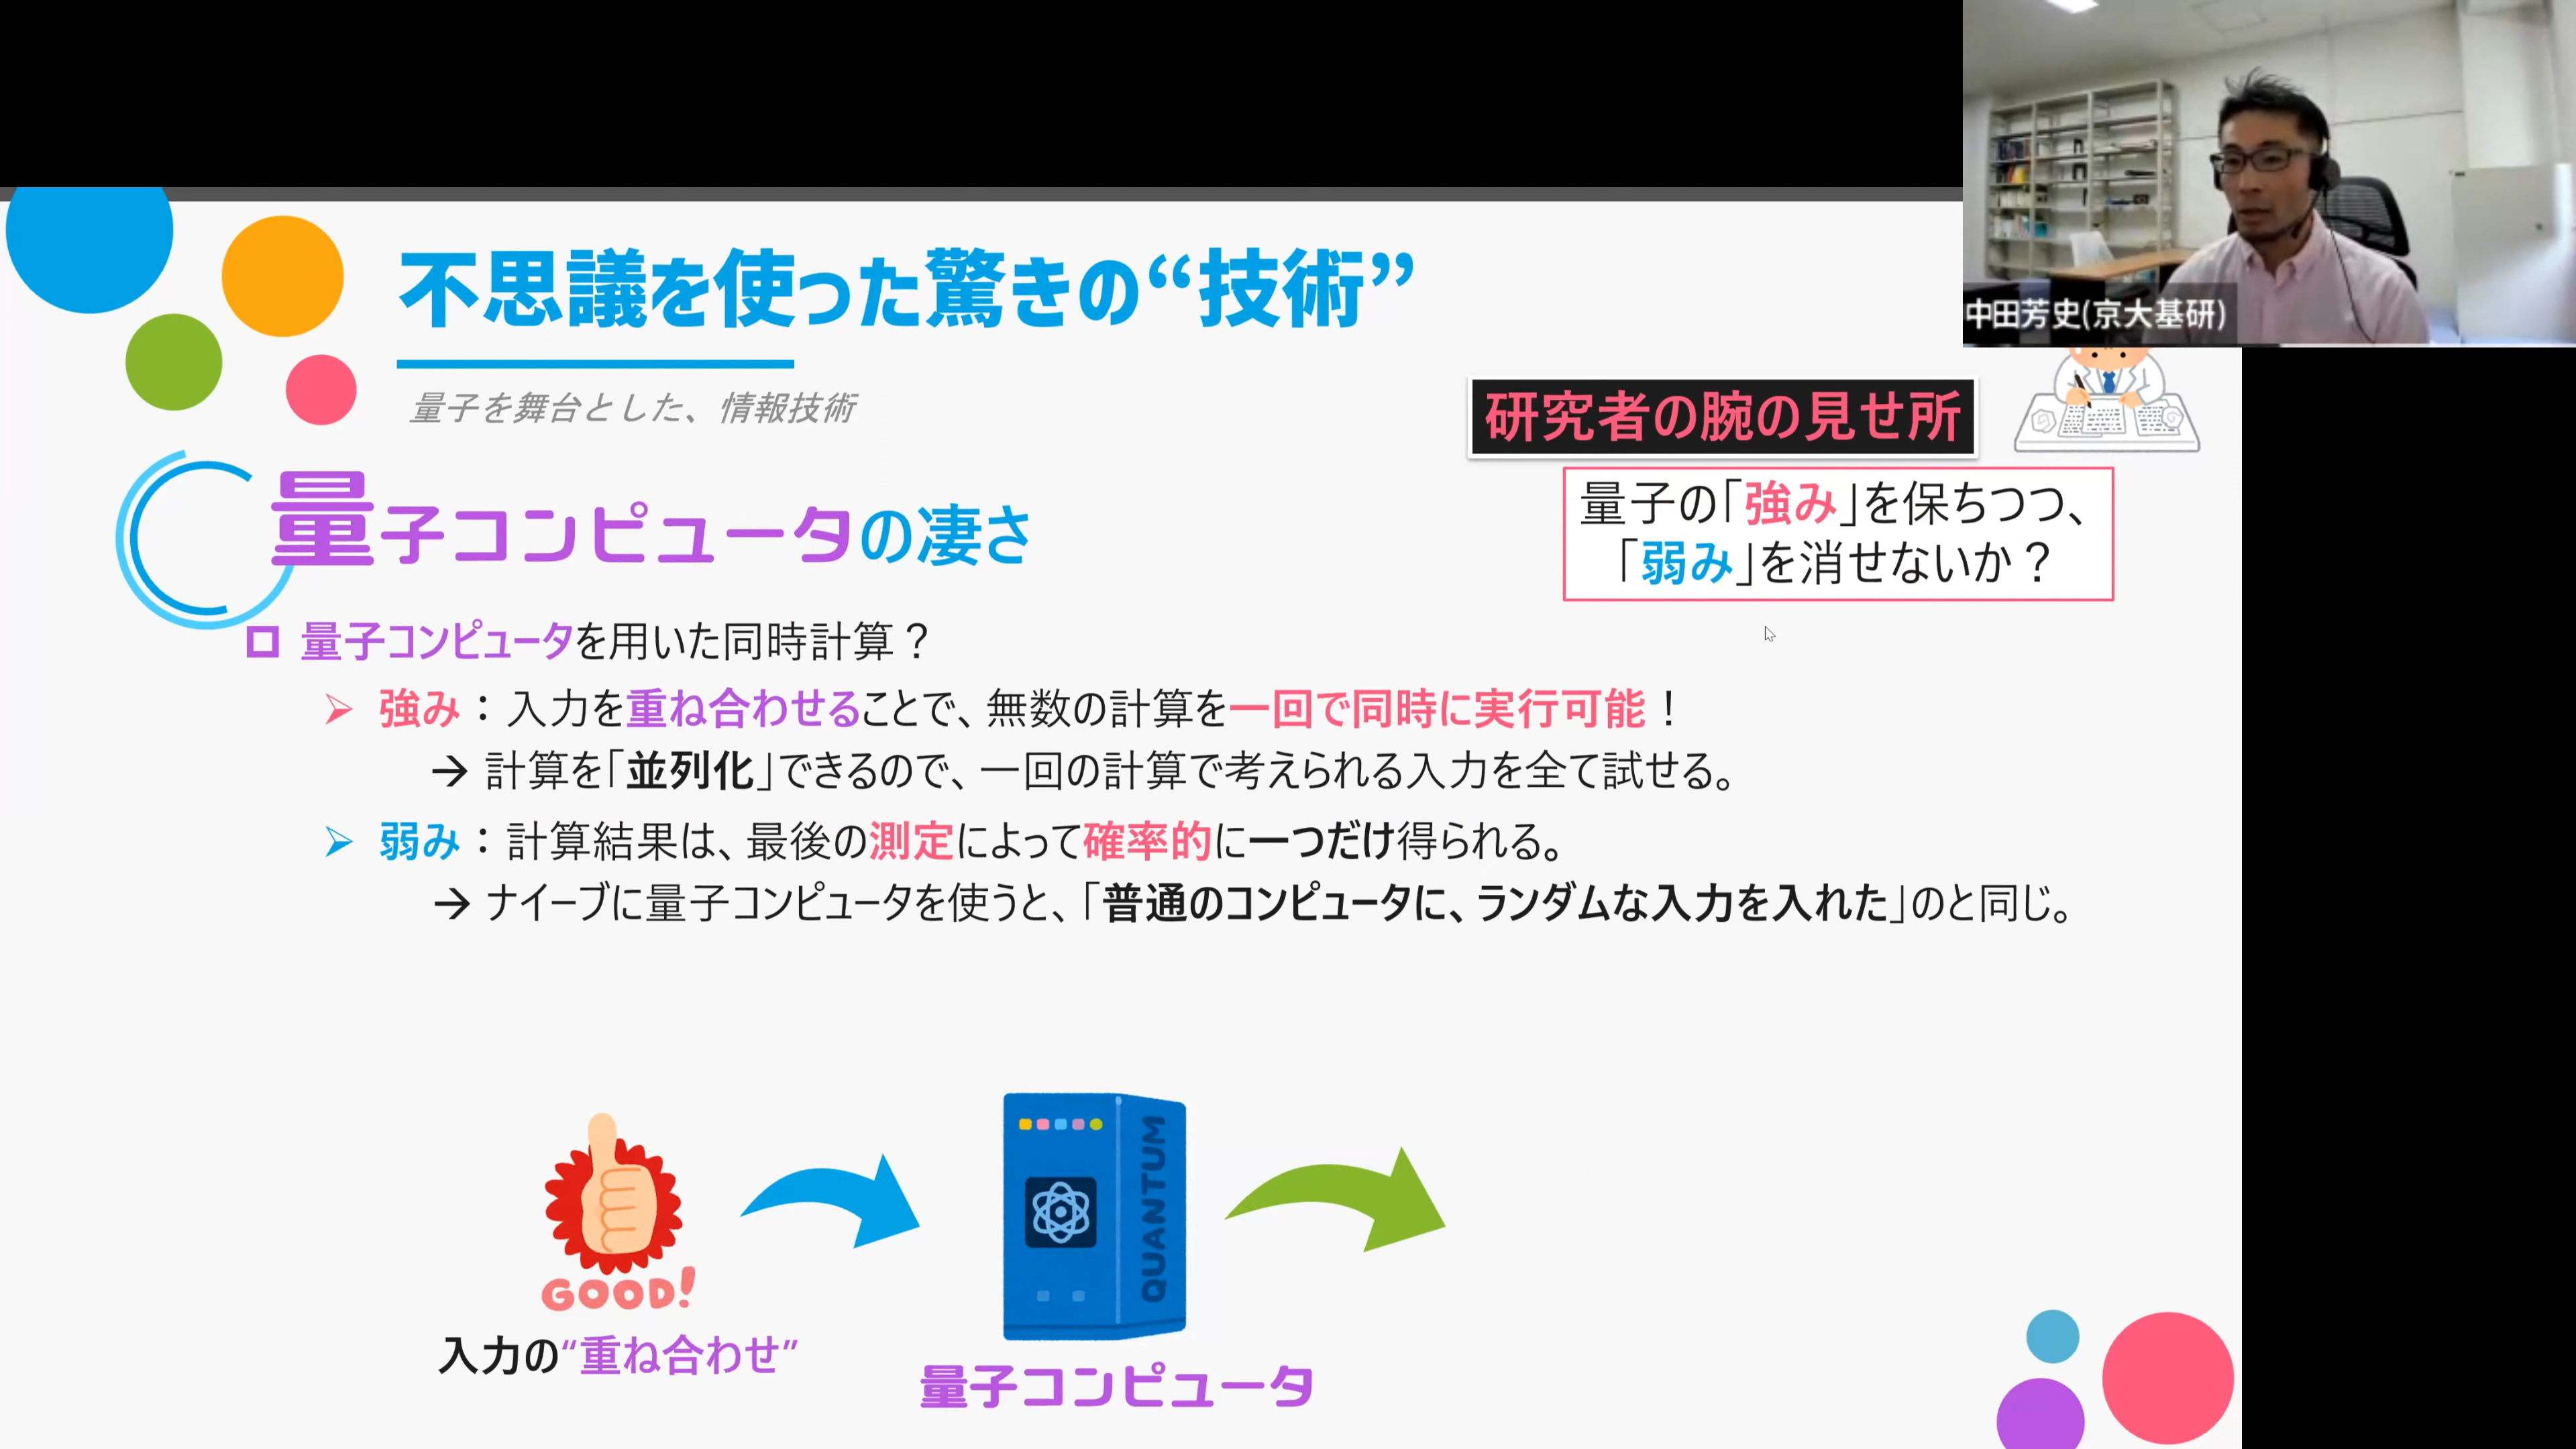 中田芳史(京大基研)
不思議を使った驚きの“技術”
量子を舞台とした、情報技術
研究者の腕の見せ所
量子の「強み」を保ちつつ、
「弱み」を消せないか？
量子コンピュータの凄さ
量子コンピュータを用いた同時計算？
強み：入力を重ね合わせることで、無数の計算を一回で同時に実行可能！
→ 計算を「並列化」できるので、一回の計算で考えられる入力を全て試せる。
弱み：計算結果は、最後の測定によって確率的に一つだけ得られる。
→ ナイーブに量子コンピュータを使うと、「普通のコンピュータに、ランダムな入力を入れた」のと同じ。
GOOD!
QUANTUM
入力の“重ね合わせ”
量子コンピュータ